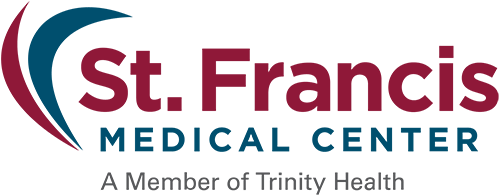 St. Francis
MEDICAL CENTER
A Member of Trinity Health